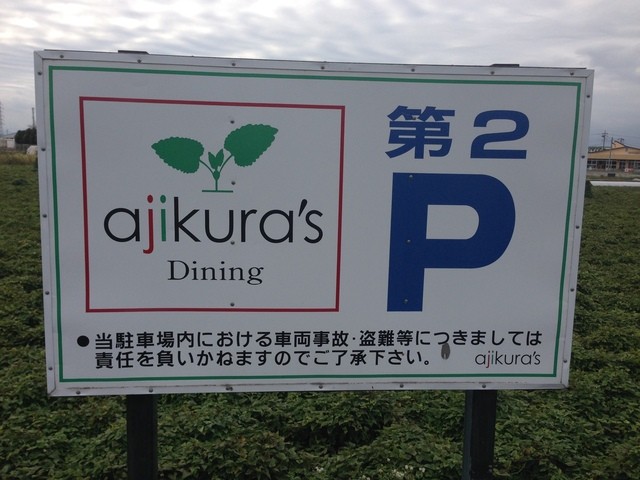 ajikura's
Dining
第2
P
●当駐車場内における車両事故・盗難等につきましては
責任を負いかねますのでご了承下さい。
ajikura's